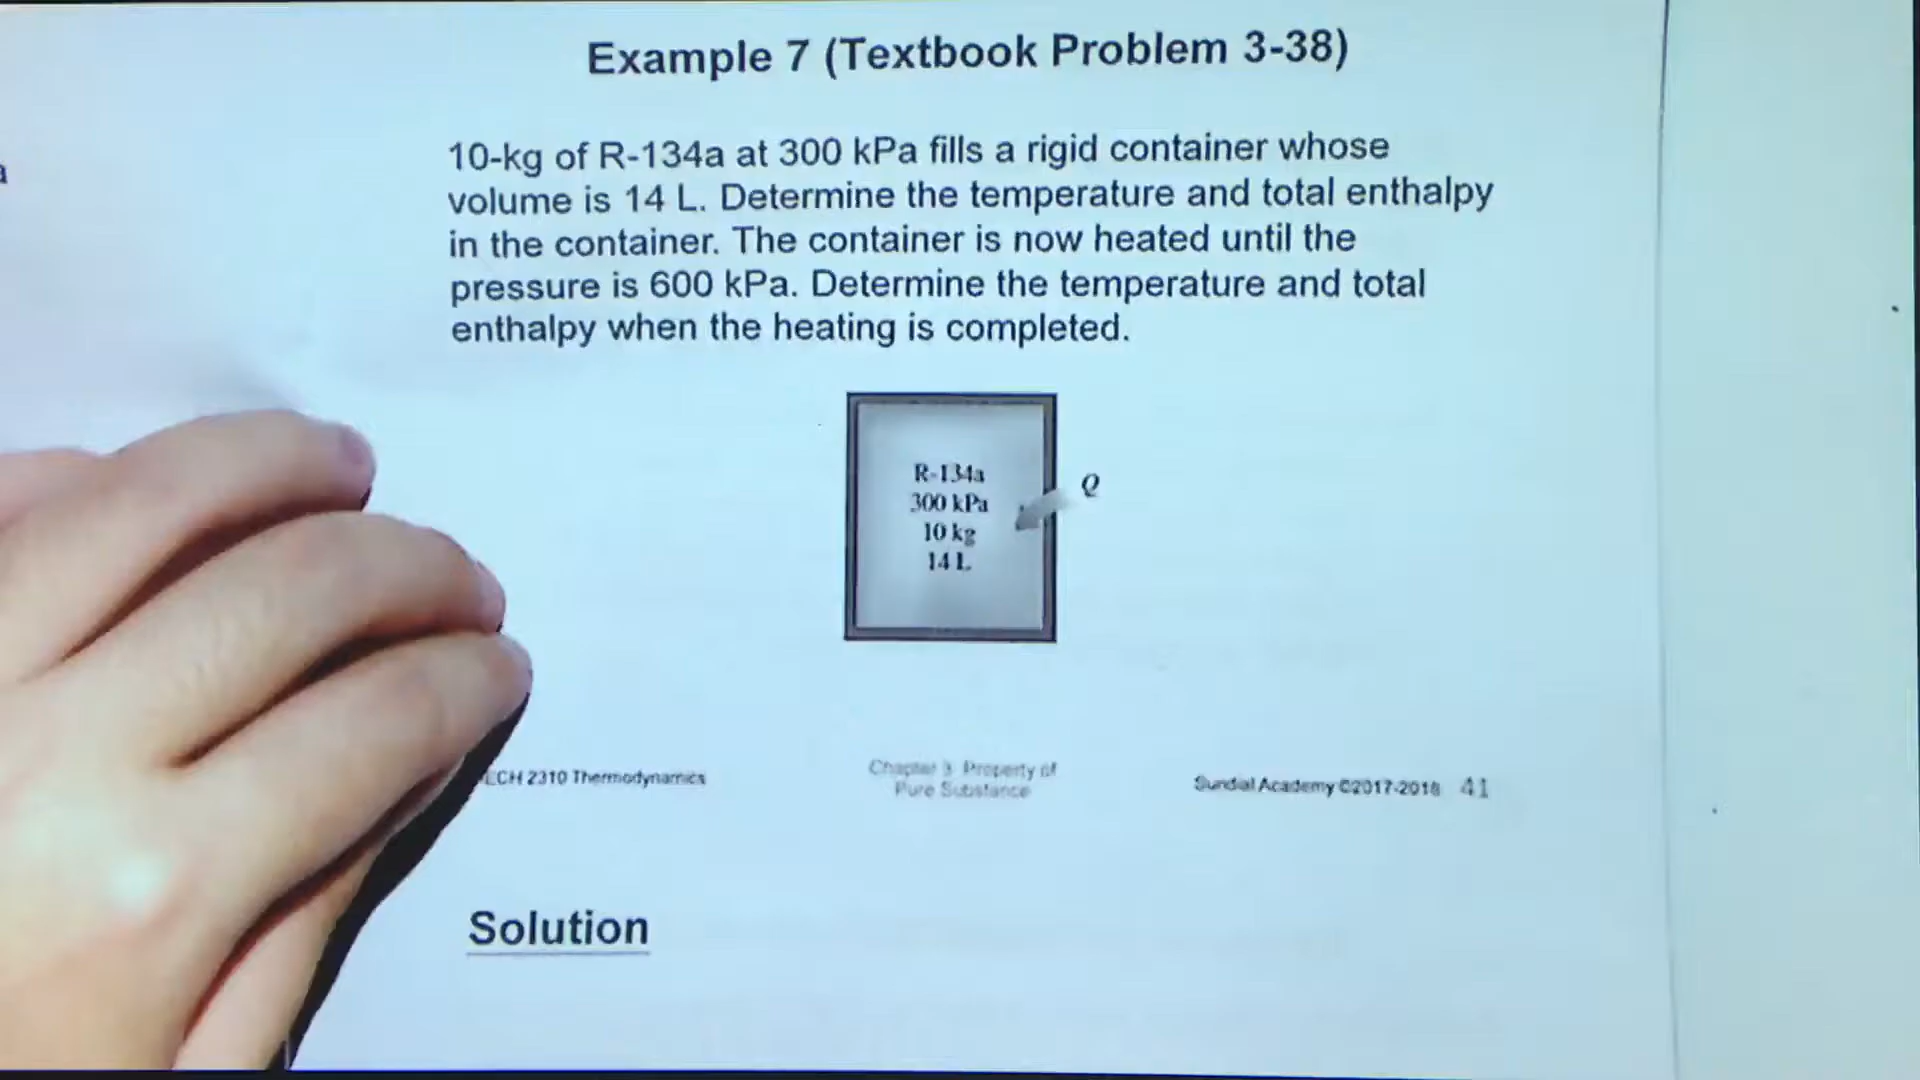 Example 7 (Textbook Problem 3-38)
10-kg of R-134a at 300 kPa fills a rigid container whose
volume is 14 L. Determine the temperature and total enthalpy
in the container. The container is now heated until the
pressure is 600 kPa. Determine the temperature and total
enthalpy when the heating is completed.
R-134a
300 kPa
10 kg
14 L
Q
ECH 2310 Thermodynamics
Chapter 3 Property of
Pure Substance
Sundial Academy ©2017-2018 41
Solution